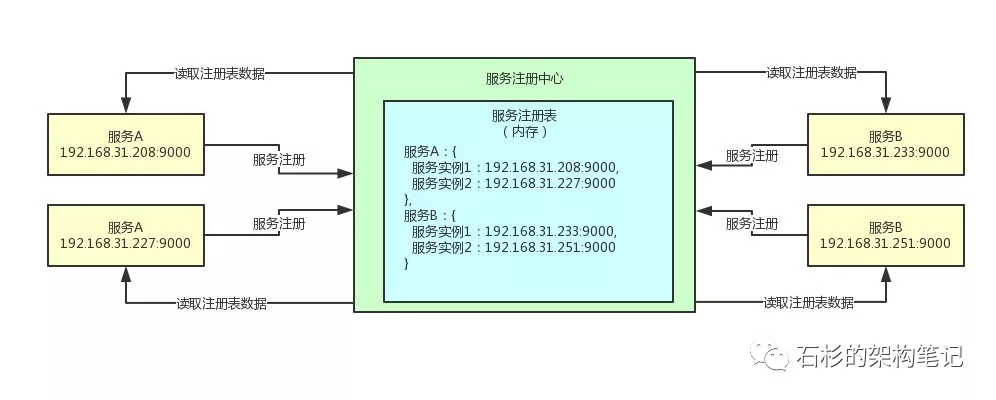 读取注册表数据
服务A
192.168.31.208:9000
服务注册
服务A
192.168.31.227:9000
服务注册
读取注册表数据
服务注册中心
服务注册表
（内存）
服务A：{
服务实例1：192.168.31.208:9000,
服务实例2：192.168.31.227:9000
},
服务B：{
服务实例1：192.168.31.233:9000,
服务实例2：192.168.31.251:9000
}
读取注册表数据
服务B
192.168.31.233:9000
服务注册
服务B
192.168.31.251:9000
服务注册
读取注册表数据
石杉的架构笔记